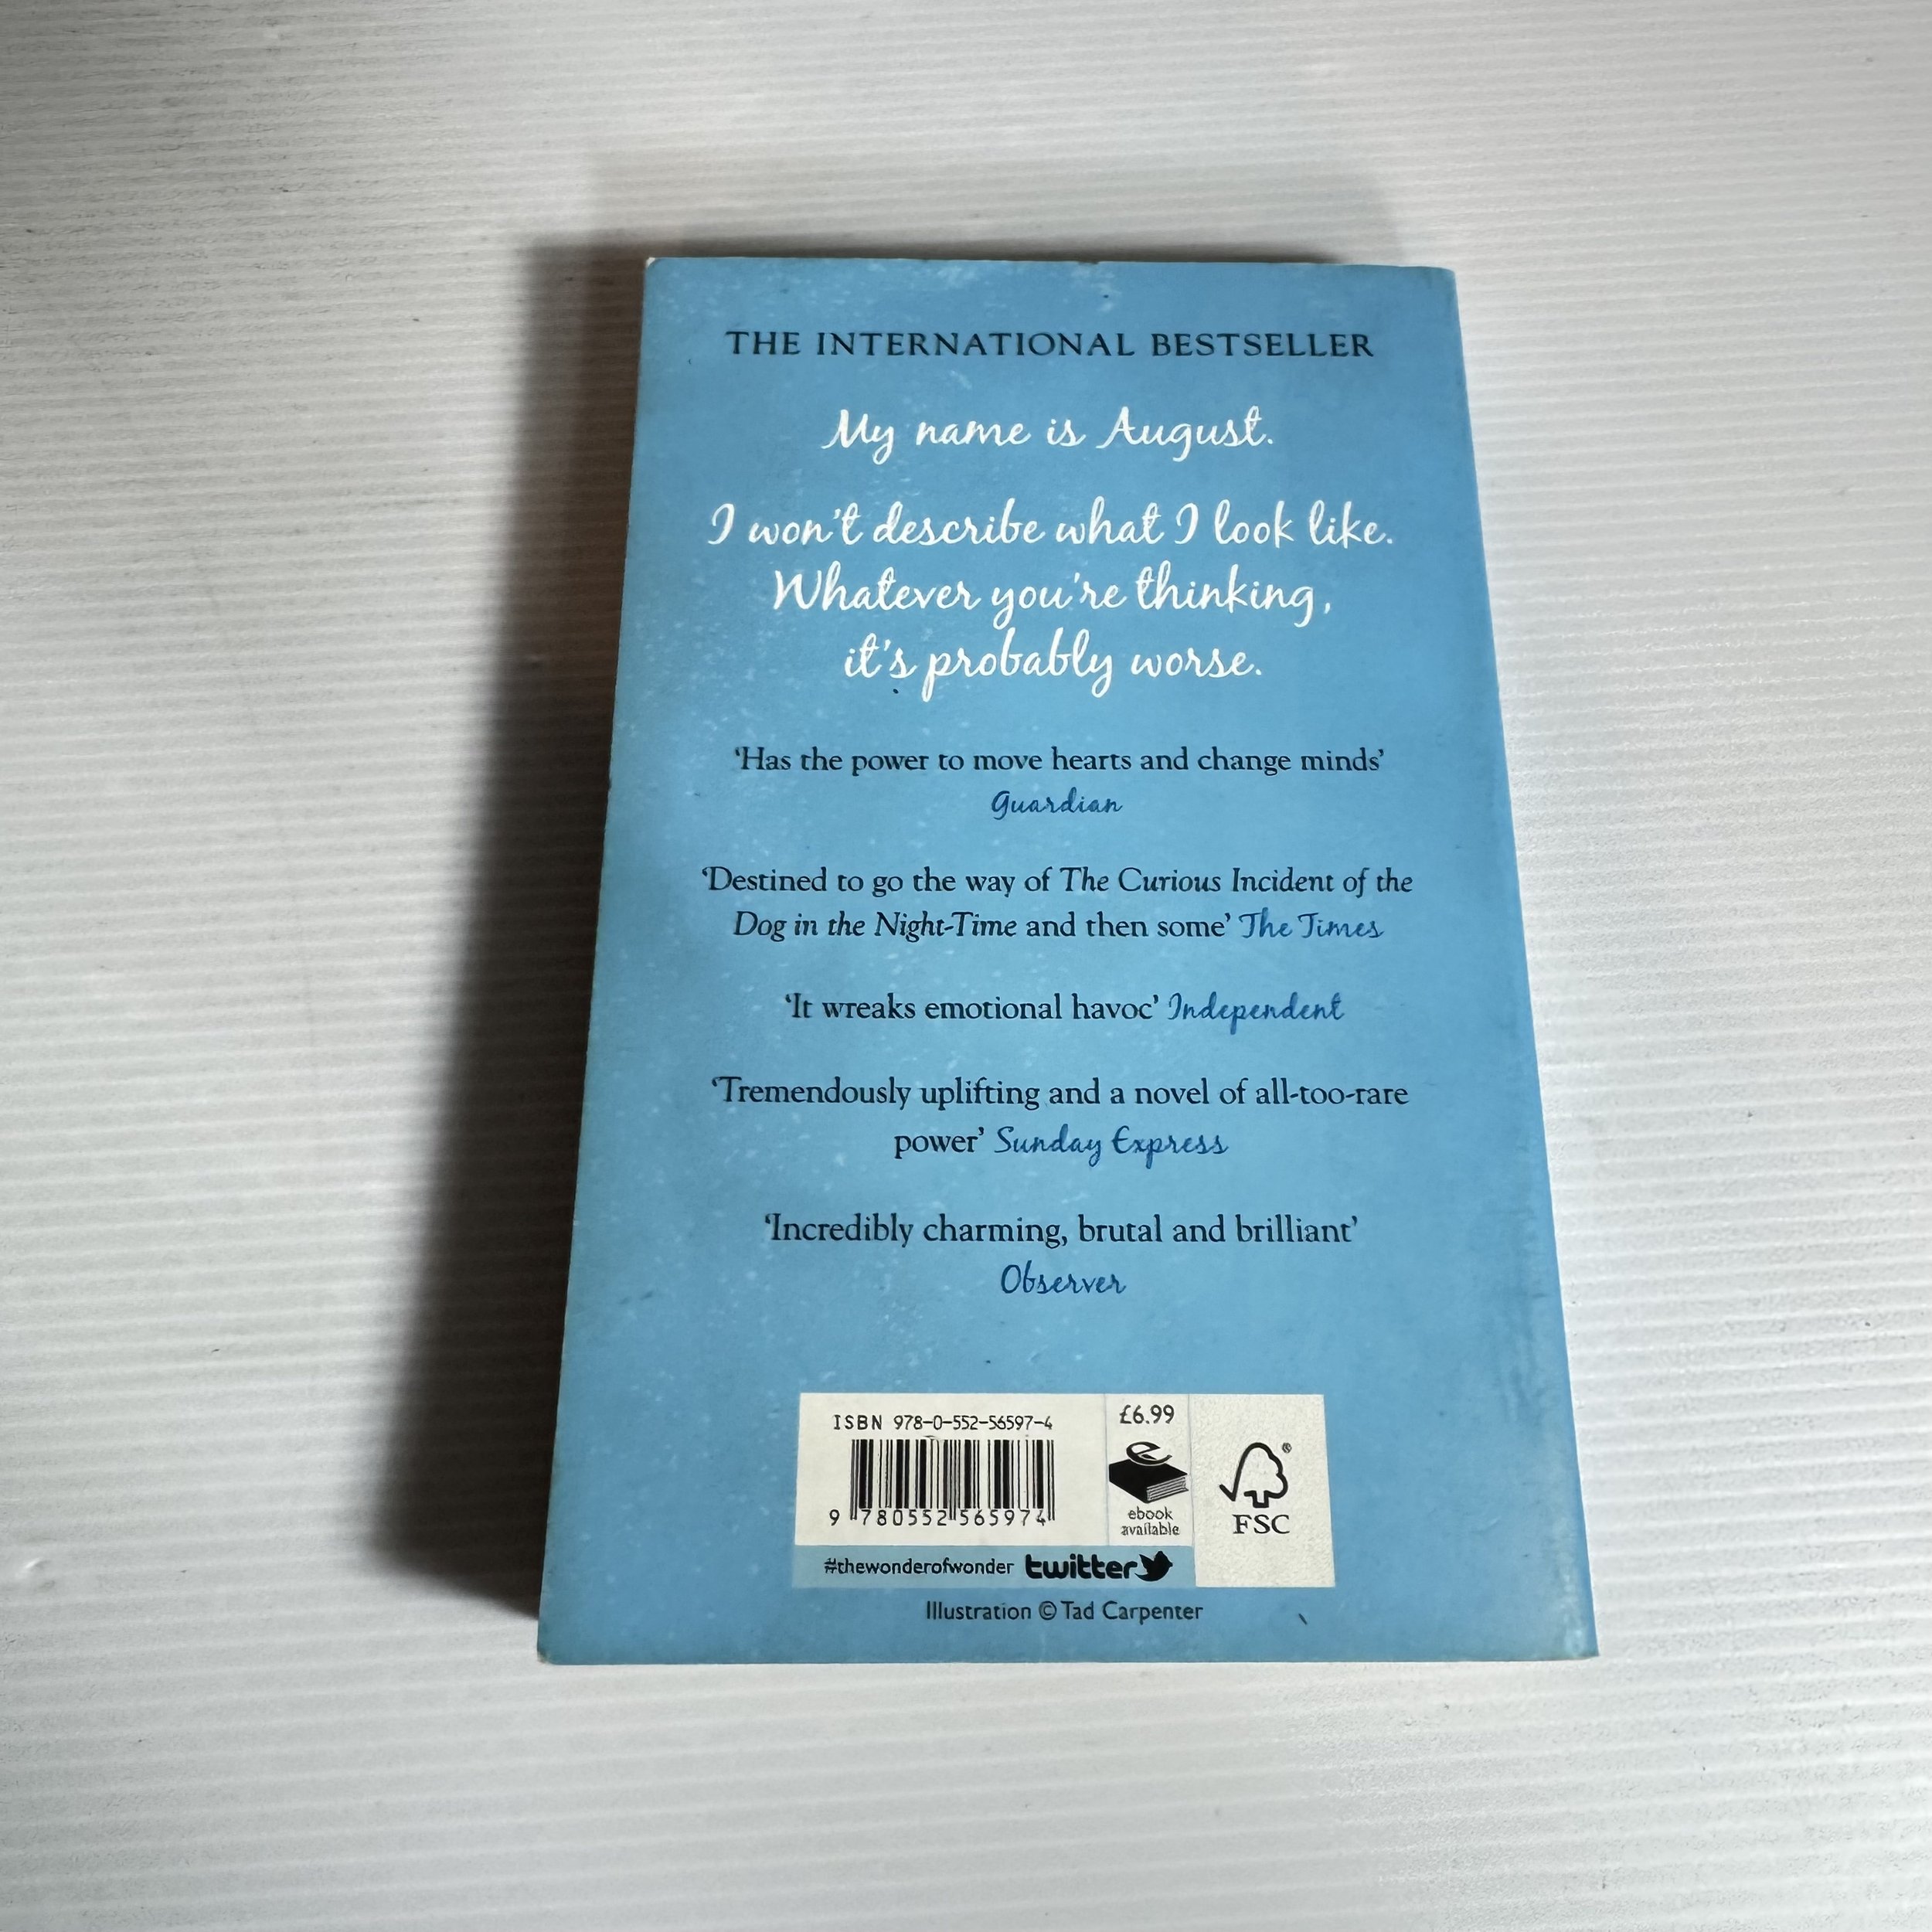 THE INTERNATIONAL BESTSELLER
My name is August.
I won't describe what I look like.
Whatever you're thinking,
it's probably worse.
‘Has the power to move hearts and change minds’
Guardian
‘Destined to go the way of The Curious Incident of the
Dog in the Night-Time and then some’ The Times
‘It wreaks emotional havoc’ Independent
‘Tremendously uplifting and a novel of all-too-rare
power’ Sunday Express
‘Incredibly charming, brutal and brilliant’
Observer
ISBN 978-0-552-56597-4
9 780552 565974
£6.99
ebook
available
®
FSC
#thewonderofwonder twitter
Illustration © Tad Carpenter